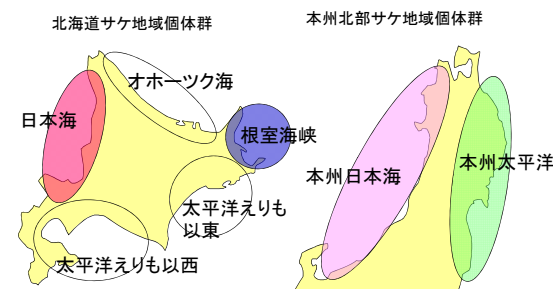 北海道サケ地域個体群
オホーツク海
日本海
根室海峡
太平洋えりも
以東
太平洋えりも以西
本州北部サケ地域個体群
本州日本海
本州太平洋